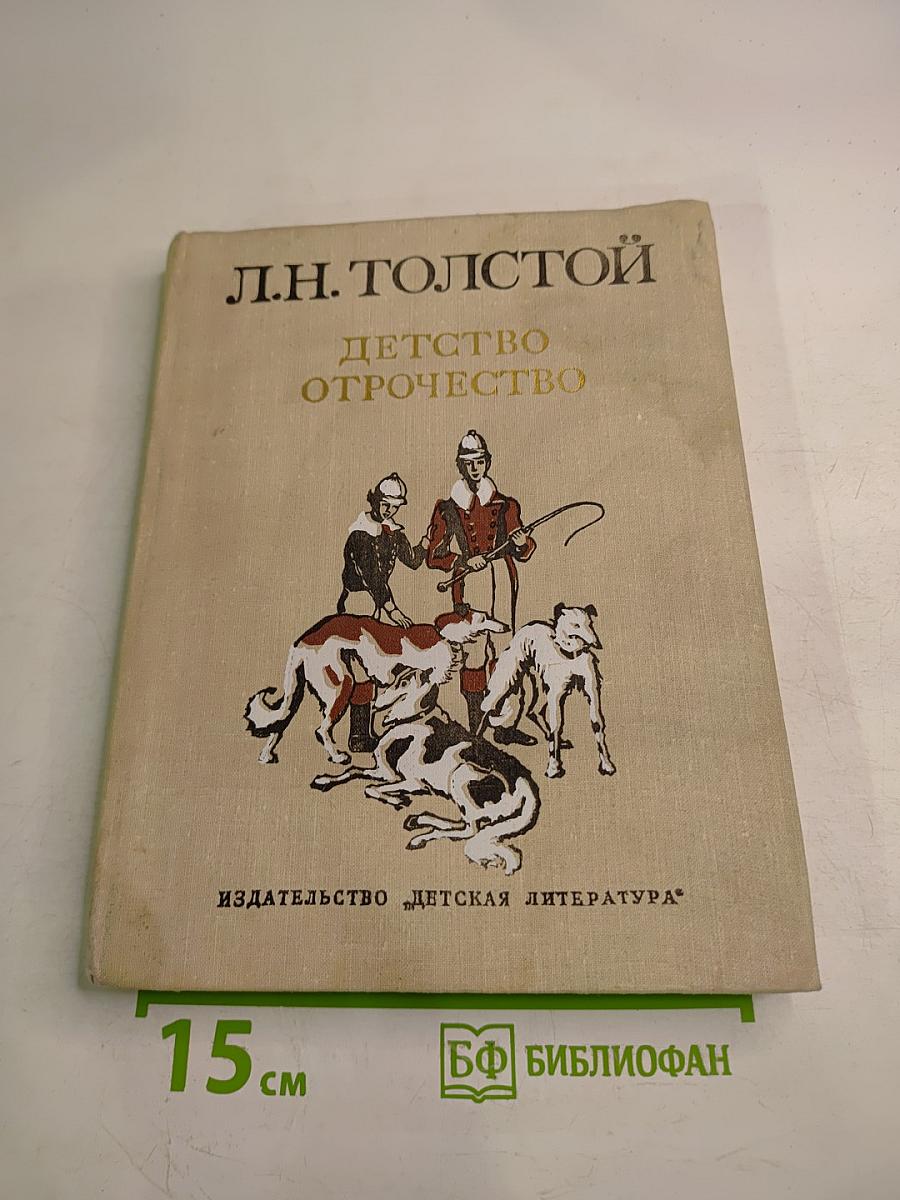 Л.Н.ТОЛСТОЙ
ДЕТСТВО
ОТРОЧЕСТВО
ИЗДАТЕЛЬСТВО „ДЕТСКАЯ ЛИТЕРАТУРА“
15 см
БФ БИБЛИОФАН